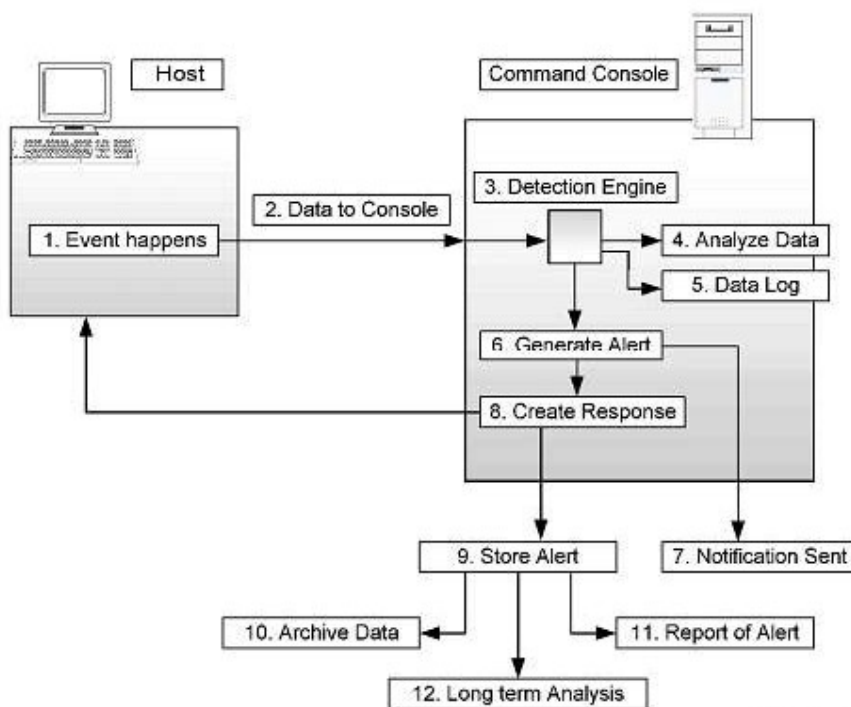 Host
Command Console
3. Detection Engine
2. Data to Console
1. Event happens
4. Analyze Data
5. Data Log
6. Generate Alert
8. Create Response
9. Store Alert
7. Notification Sent
10. Archive Data
11. Report of Alert
12. Long term Analysis